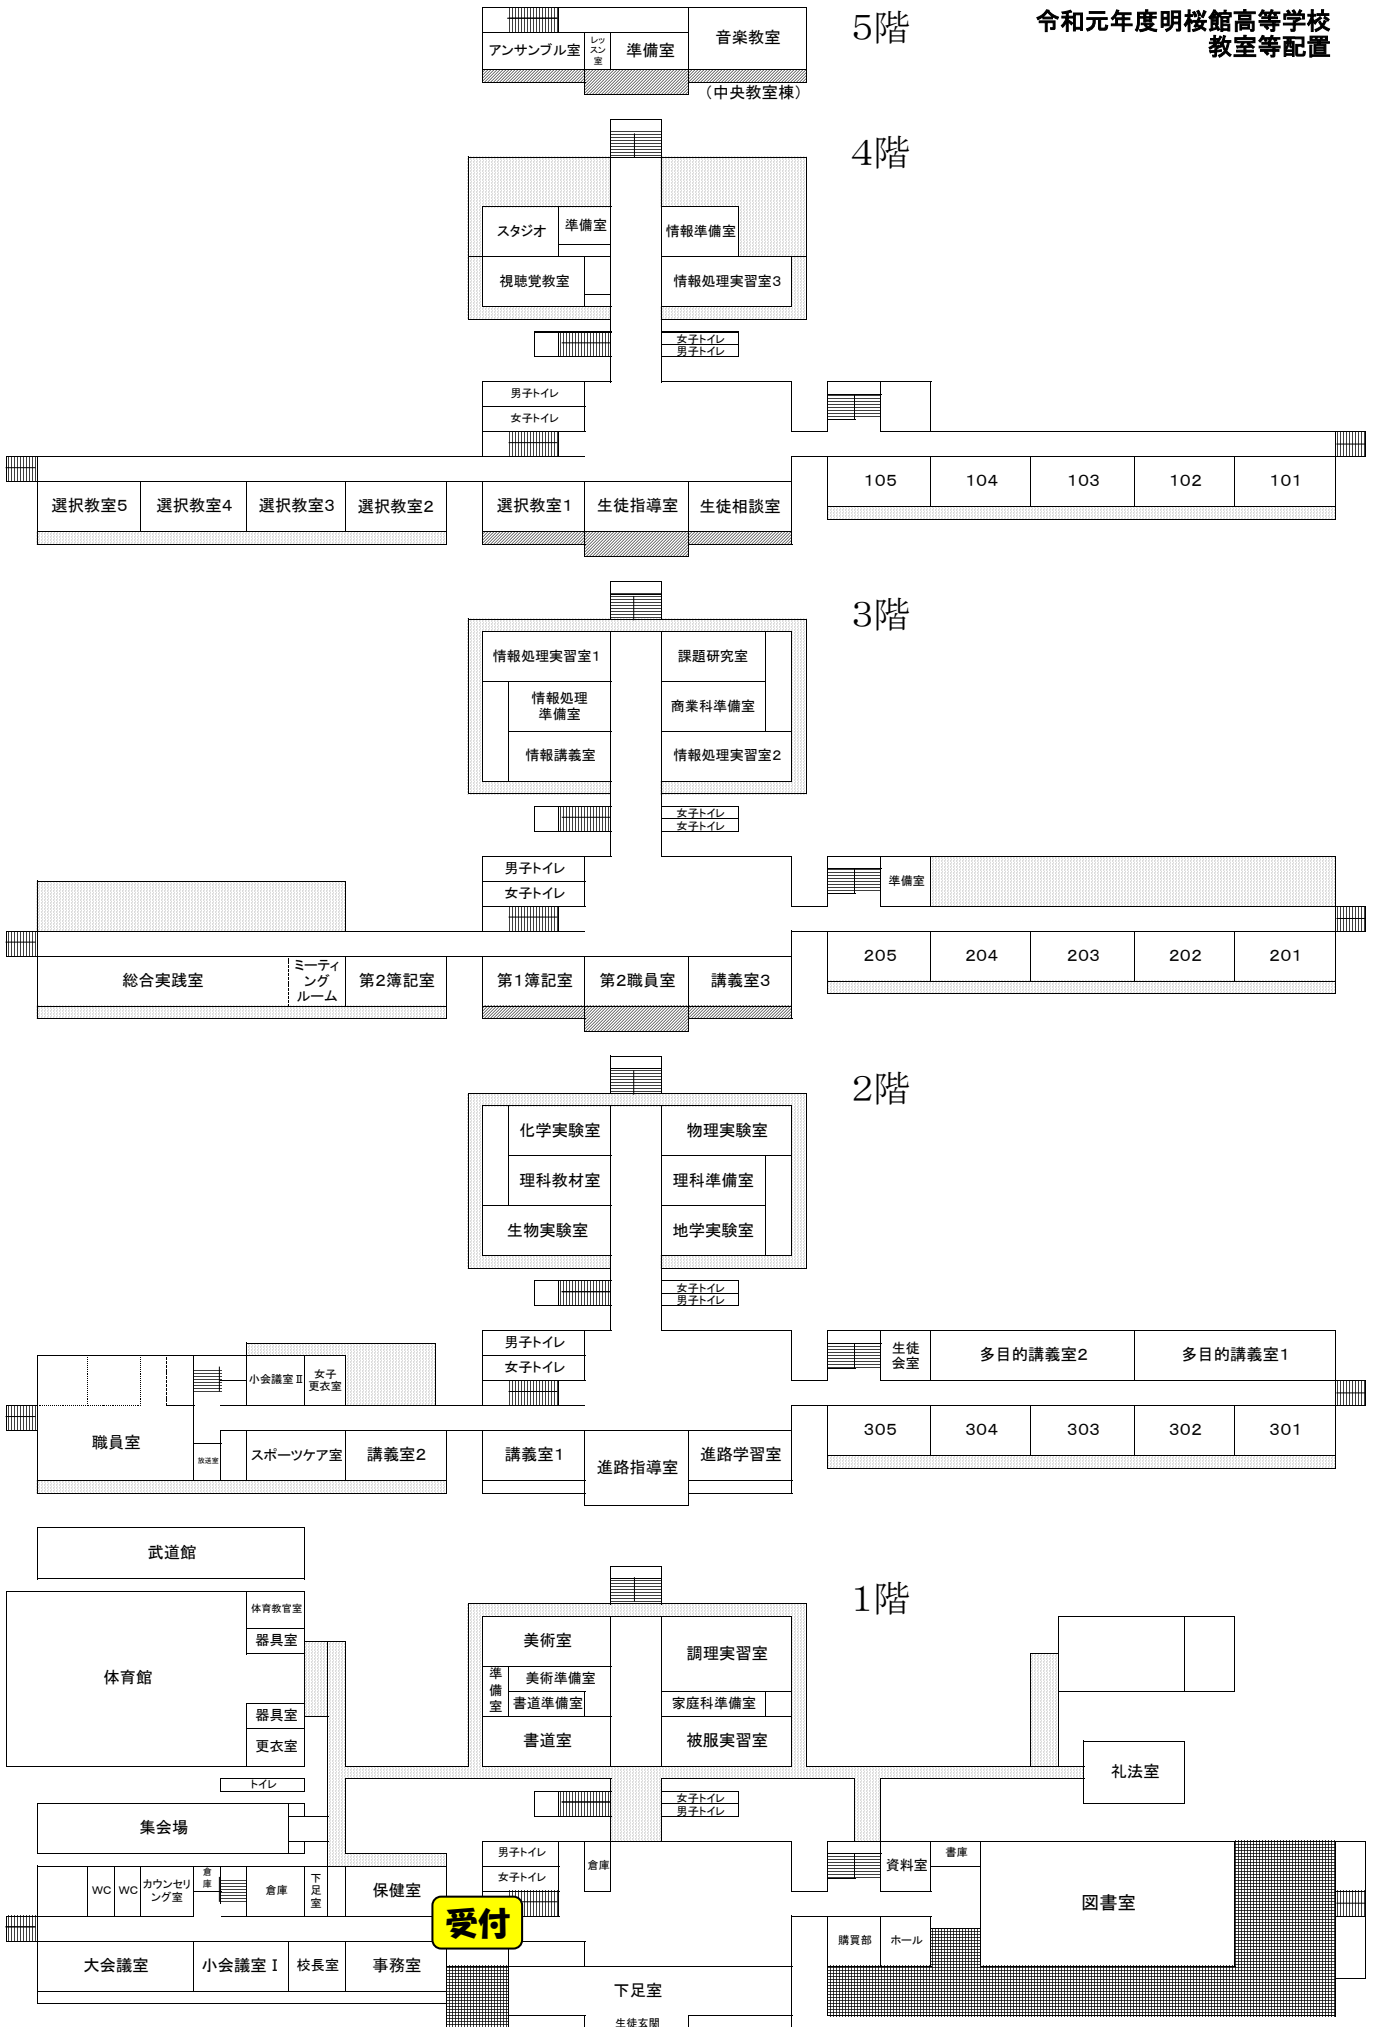 令和元年度明桜館高等学校
教室等配置
5階
アンサンブル室
レッ
スン
室
準備室
音楽教室
（中央教室棟）
4階
スタジオ
準備室
情報準備室
視聴覚教室
情報処理実習室3
女子トイレ
男子トイレ
男子トイレ
女子トイレ
選択教室5
選択教室4
選択教室3
選択教室2
選択教室1
生徒指導室
生徒相談室
105
104
103
102
101
3階
情報処理実習室1
課題研究室
情報処理
準備室
商業科準備室
情報講義室
情報処理実習室2
女子トイレ
女子トイレ
男子トイレ
女子トイレ
準備室
総合実践室
ミーティ
ング
ルーム
第2簿記室
第1簿記室
第2職員室
講義室3
205
204
203
202
201
2階
化学実験室
物理実験室
理科教材室
理科準備室
生物実験室
地学実験室
女子トイレ
男子トイレ
男子トイレ
女子トイレ
小会議室Ⅱ
女子
更衣室
生徒
会室
多目的講義室2
多目的講義室1
職員室
放送室
スポーツケア室
講義室2
講義室1
進路指導室
進路学習室
305
304
303
302
301
1階
武道館
体育教官室
器具室
体育館
器具室
更衣室
トイレ
集会場
美術室
調理実習室
準
備
室
美術準備室
書道準備室
家庭科準備室
書道室
被服実習室
礼法室
女子トイレ
男子トイレ
男子トイレ
女子トイレ
倉庫
WC
WC
カウンセリ
ング室
倉
庫
倉庫
下
足
室
保健室
資料室
書庫
図書室
受付
購買部
ホール
大会議室
小会議室Ⅰ
校長室
事務室
下足室
生徒玄関